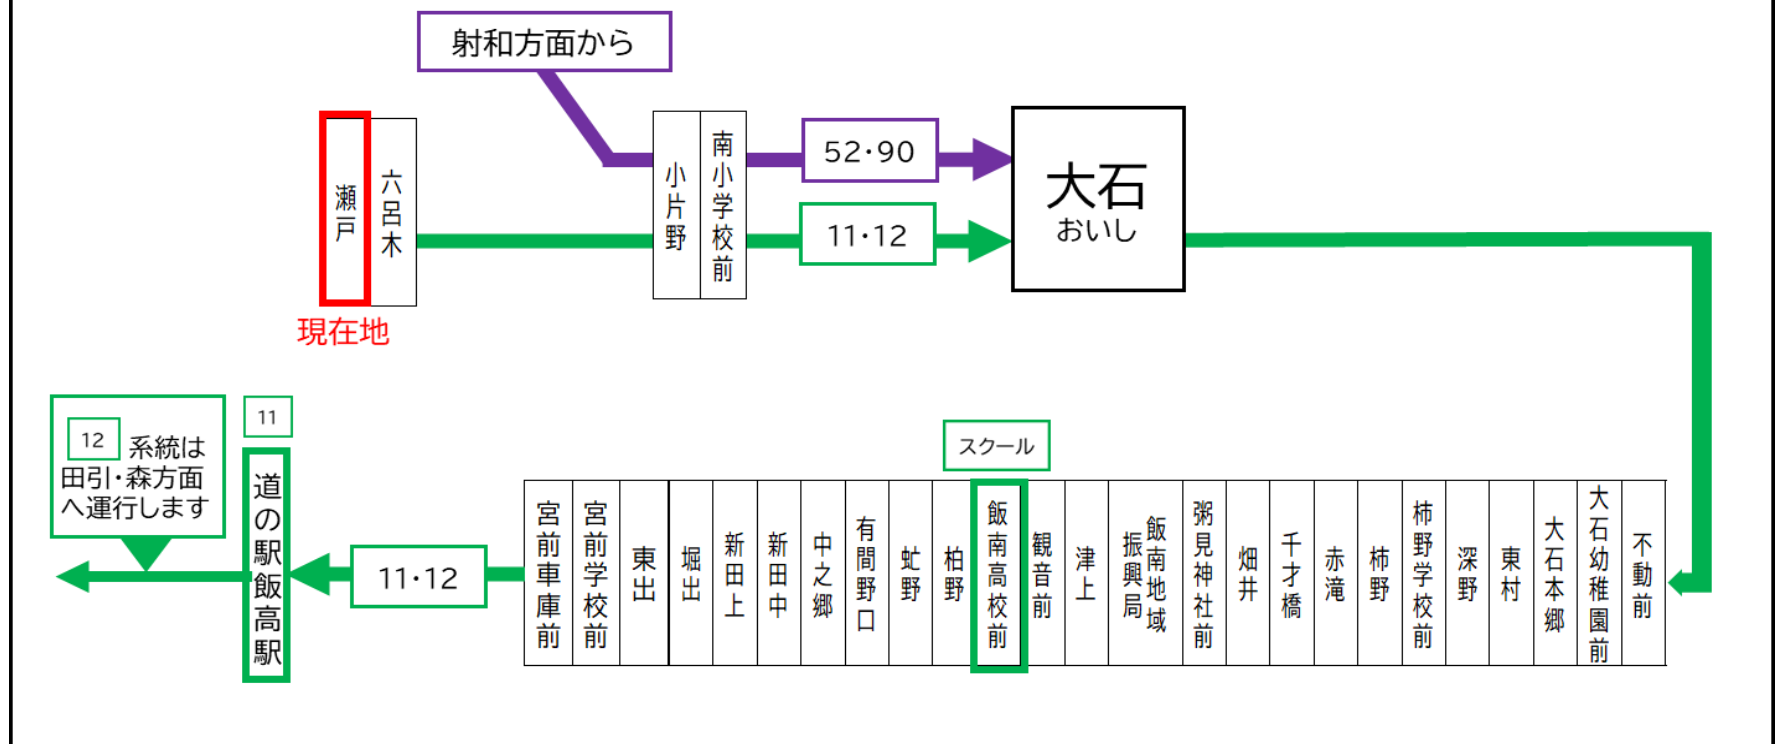 射和方面から
瀬戸
六呂木
現在地
小片野
南小学校前
52・90
11・12
大石
おいし
12 系統は
田引・森方面
へ運行します
11
道の駅飯高駅
11・12
宮前車庫前
宮前学校前
東出
堀出
新田上
新田中
中之郷
有間野口
虻野
柏野
スクール
飯南高校前
観音前
津上
飯南地域
振興局
粥見神社前
畑井
千才橋
赤滝
柿野
柿野学校前
深野
東村
大石本郷
大石幼稚園前
不動前